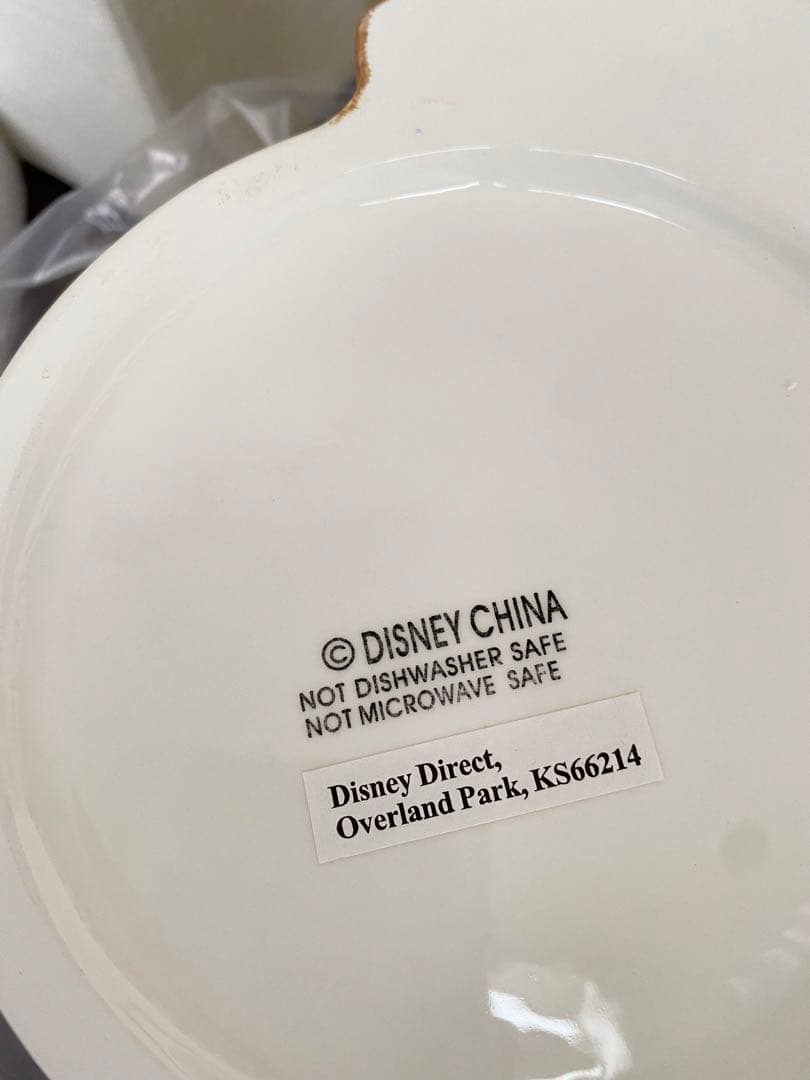 © DISNEY CHINA
NOT DISHWASHER SAFE
NOT MICROWAVE SAFE
Disney Direct,
Overland Park, KS66214